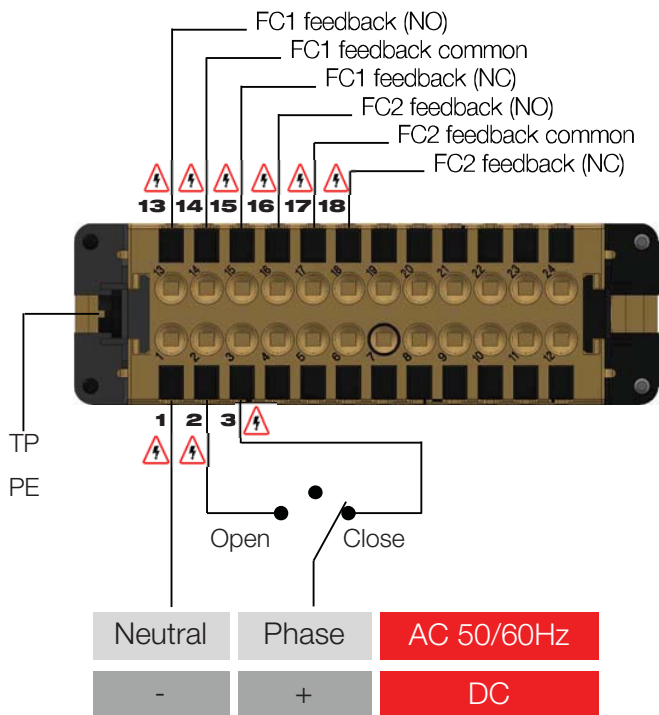 FC1 feedback (NO)
FC1 feedback common
FC1 feedback (NC)
FC2 feedback (NO)
FC2 feedback common
FC2 feedback (NC)
13 14 15 16 17 18
13 14 15 16 17 18 19 20 21 22 23 24
1 2 3 4 5 6 7 8 9 10 11 12
1 2 3
TP
PE
Open Close
Neutral Phase AC 50/60Hz
- + DC